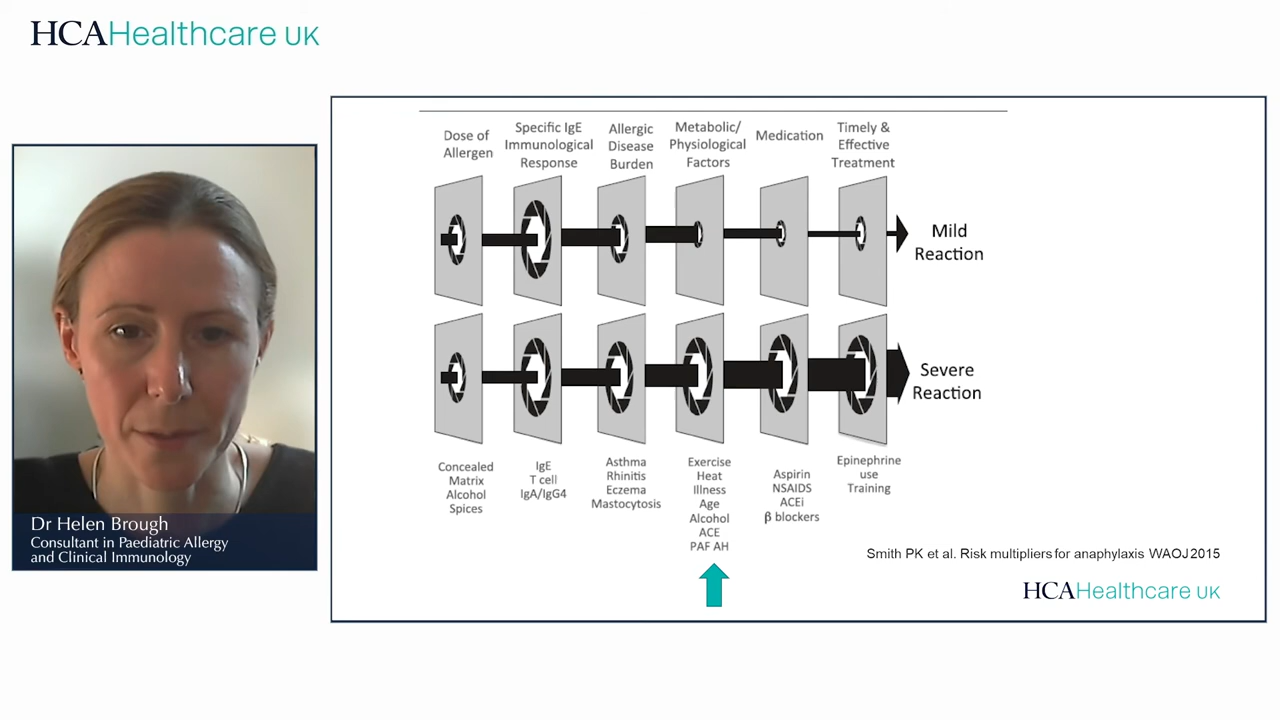 HCAHealthcare UK
Dose of
Allergen
Specific IgE
Immunological
Response
Allergic
Disease
Burden
Metabolic/
Physiological
Factors
Medication
Timely &
Effective
Treatment
Mild
Reaction
Severe
Reaction
Concealed
Matrix
Alcohol
Spices
IgE
T cell
IgA/IgG4
Asthma
Rhinitis
Eczema
Mastocytosis
Exercise
Heat
Illness
Age
Alcohol
ACE
PAF AH
Aspirin
NSAIDS
ACEi
β blockers
Epinephrine
use
Training
Smith PK et al. Risk multipliers for anaphylaxis WAOJ 2015
HCAHealthcare UK
Dr Helen Brough
Consultant in Paediatric Allergy
and Clinical Immunology